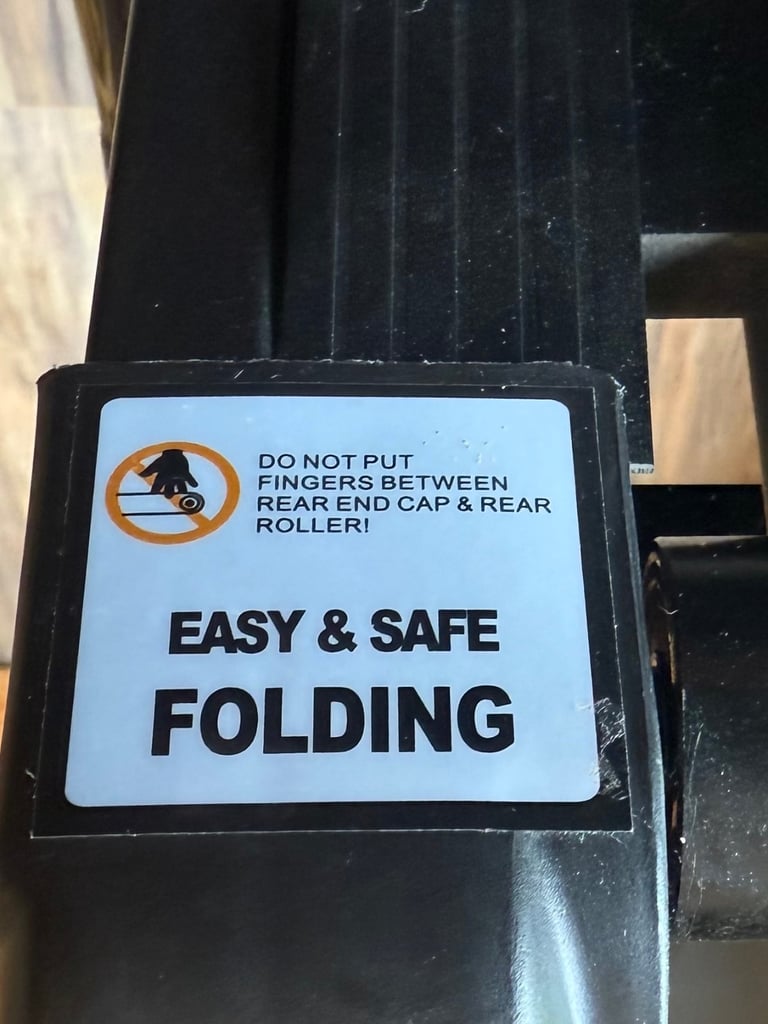 DO NOT PUT
FINGERS BETWEEN
REAR END CAP & REAR
ROLLER!
EASY & SAFE
FOLDING